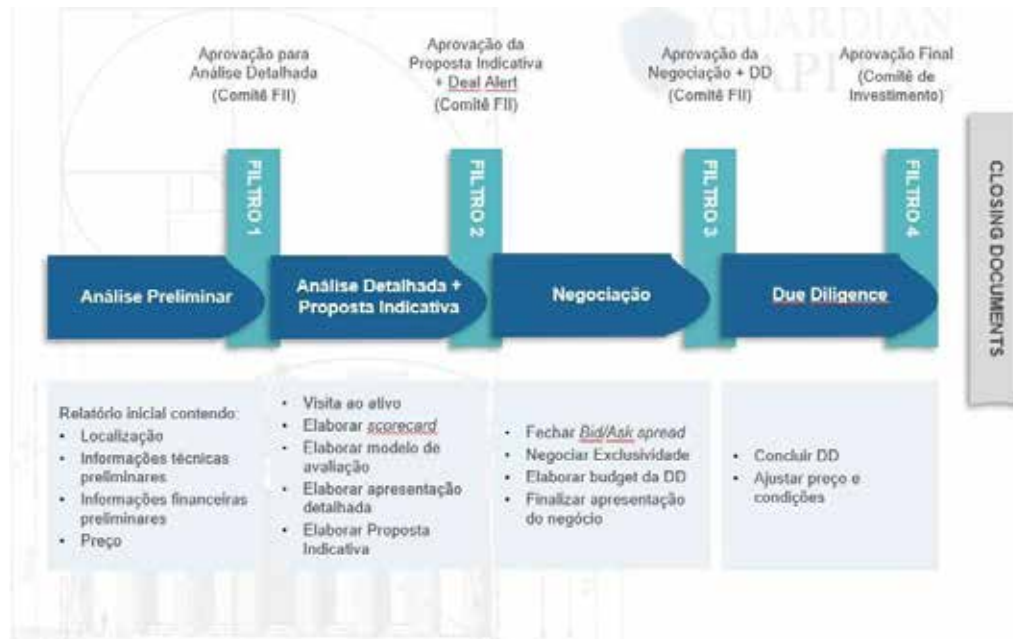 GUARDIAN
Aprovação para
Análise Detalhada
(Comitê FII)
Aprovação da
Proposta Indicativa
+ Deal Alert
(Comitê FII)
Aprovação da
Negociação + DD
(Comitê FII)
Aprovação Final
(Comitê de
Investimento)
FILTRO 1
FILTRO 2
FILTRO 3
FILTRO 4
CLOSING DOCUMENTS
Análise Preliminar
Análise Detalhada +
Proposta Indicativa
Negociação
Due Diligence
Relatório inicial contendo:
• Localização
• Informações técnicas
preliminares
• Informações financeiras
preliminares
• Preço
• Visita ao ativo
• Elaborar scorecard
• Elaborar modelo de
avaliação
• Elaborar apresentação
detalhada
• Elaborar Proposta
Indicativa
• Fechar Bid/Ask spread
• Negociar Exclusividade
• Elaborar budget da DD
• Finalizar apresentação
do negócio
• Concluir DD
• Ajustar preço e
condições